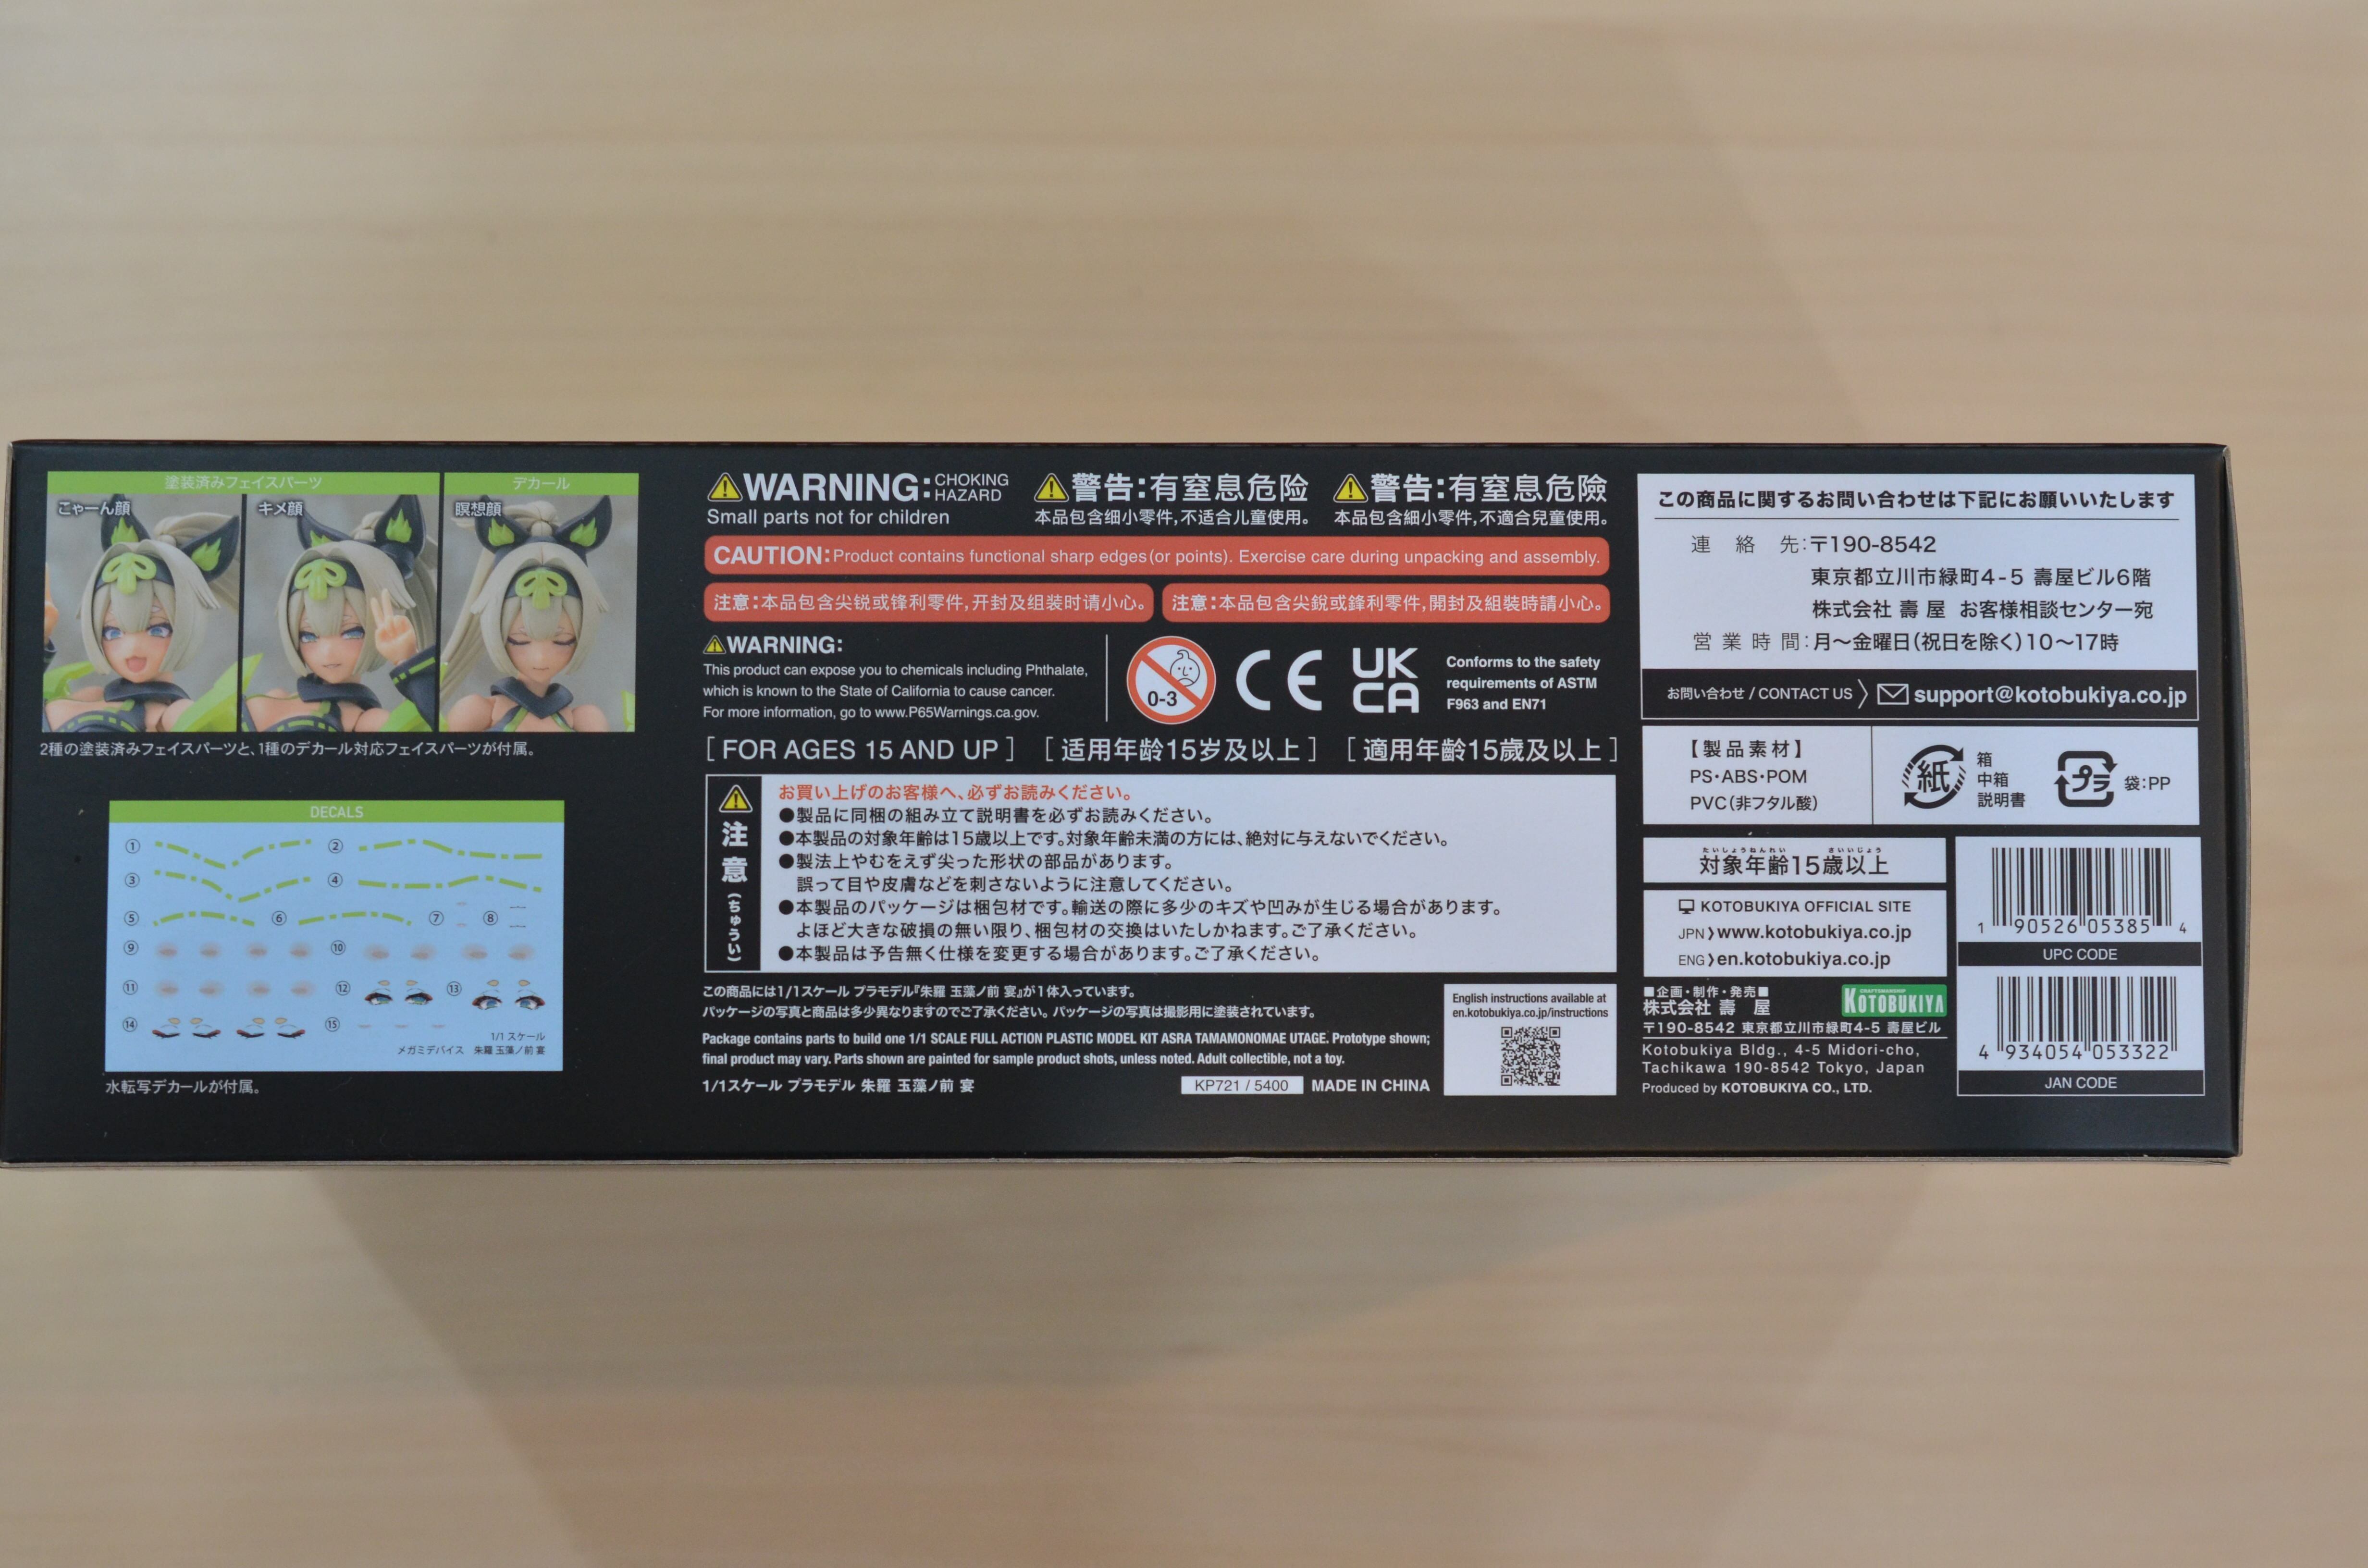 塗装済みフェイスパーツ
デカール
こゃーん顔
キメ顔
瞑想顔
2種の塗装済みフェイスパーツと、1種のデカール対応フェイスパーツが付属。
DECALS
① ②
③ ④
⑤ ⑥ ⑦ ⑧
⑨ ⑩
⑪ ⑫ ⑬
⑭ ⑮
1/1 スケール
メガミデバイス 朱羅 玉藻ノ前 宴
水転写デカールが付属。
WARNING: CHOKING HAZARD
Small parts not for children
警告:有窒息危险
本品包含细小零件,不适合儿童使用。
警告:有窒息危險
本品包含細小零件,不適合兒童使用。
CAUTION: Product contains functional sharp edges (or points). Exercise care during unpacking and assembly.
注意:本品包含尖锐或锋利零件,开封及组装时请小心。
注意:本品包含尖銳或鋒利零件,開封及組裝時請小心。
WARNING:
This product can expose you to chemicals including Phthalate,
which is known to the State of California to cause cancer.
For more information, go to www.P65Warnings.ca.gov.
0-3
CE
UK
CA
Conforms to the safety
requirements of ASTM
F963 and EN71
[ FOR AGES 15 AND UP ] [ 适用年龄15岁及以上 ] [ 適用年齡15歲及以上 ]
注意(ちゅうい)
お買い上げのお客様へ、必ずお読みください。
●製品に同梱の組み立て説明書を必ずお読みください。
●本製品の対象年齢は15歳以上です。対象年齢未満の方には、絶対に与えないでください。
●製法上やむをえず尖った形状の部品があります。
誤って目や皮膚などを刺さないように注意してください。
●本製品のパッケージは梱包材です。輸送の際に多少のキズや凹みが生じる場合があります。
よほど大きな破損の無い限り、梱包材の交換はいたしかねます。ご了承ください。
●本製品は予告無く仕様を変更する場合があります。ご了承ください。
この商品には1/1スケール プラモデル『朱羅 玉藻ノ前 宴』が1体入っています。
パッケージの写真と商品は多少異なりますのでご了承ください。パッケージの写真は撮影用に塗装されています。
Package contains parts to build one 1/1 SCALE FULL ACTION PLASTIC MODEL KIT ASRA TAMAMONOMAE UTAGE. Prototype shown;
final product may vary. Parts shown are painted for sample product shots, unless noted. Adult collectible, not a toy.
1/1スケール プラモデル 朱羅 玉藻ノ前 宴
KP721 / 5400
MADE IN CHINA
English instructions available at
en.kotobukiya.co.jp/instructions
この商品に関するお問い合わせは下記にお願いいたします
連絡先:〒190-8542
東京都立川市緑町4-5 壽屋ビル6階
株式会社 壽屋 お客様相談センター宛
営業時間:月〜金曜日(祝日を除く)10〜17時
お問い合わせ / CONTACT US support@kotobukiya.co.jp
【製品素材】
PS・ABS・POM
PVC(非フタル酸)
紙
箱
中箱
説明書
プラ
袋:PP
たいしょうねんれい さいいじょう
対象年齢15歳以上
KOTOBUKIYA OFFICIAL SITE
JPN www.kotobukiya.co.jp
ENG en.kotobukiya.co.jp
■企画・制作・発売■
株式会社 壽 屋
CRAFTSMANSHIP
KOTOBUKIYA
〒190-8542 東京都立川市緑町4-5 壽屋ビル
Kotobukiya Bldg., 4-5 Midori-cho,
Tachikawa 190-8542 Tokyo, Japan
Produced by KOTOBUKIYA CO., LTD.
1 90526 05385 4
UPC CODE
4 934054 053322
JAN CODE